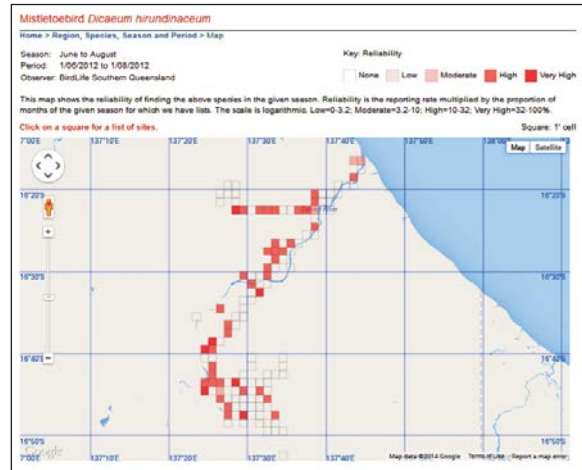 Mistletoebird Dicaeum hirundinaceum
Home > Region, Species, Season and Period > Map
Season: June to August
Period: 1/06/2012 to 1/08/2012
Observer: BirdLife Southern Queensland
Key: Reliability
None Low Moderate High Very High
This map shows the reliability of finding the above species in the given season. Reliability is the reporting rate multiplied by the proportion of
months of the given season for which we have lists. The scale is logarithmic. Low=0-3.2; Moderate=3.2-10; High=10-32; Very High=32-100%.
Click on a square for a list of sites.
Square: 1' cell
7°00'E 137°10'E 137°20'E 137°30'E 137°40'E 137°50'E 138°00'E
Map Satellite
16°20'S 16°20'S
River
16°30'S 16°30'S
16°40'S 16°40'S
16°50'S 16°50'S
Google
7°00'E 137°10'E 137°20'E 137°30'E 137°40'E
Map data ©2014 Google Terms of Use Report a map error